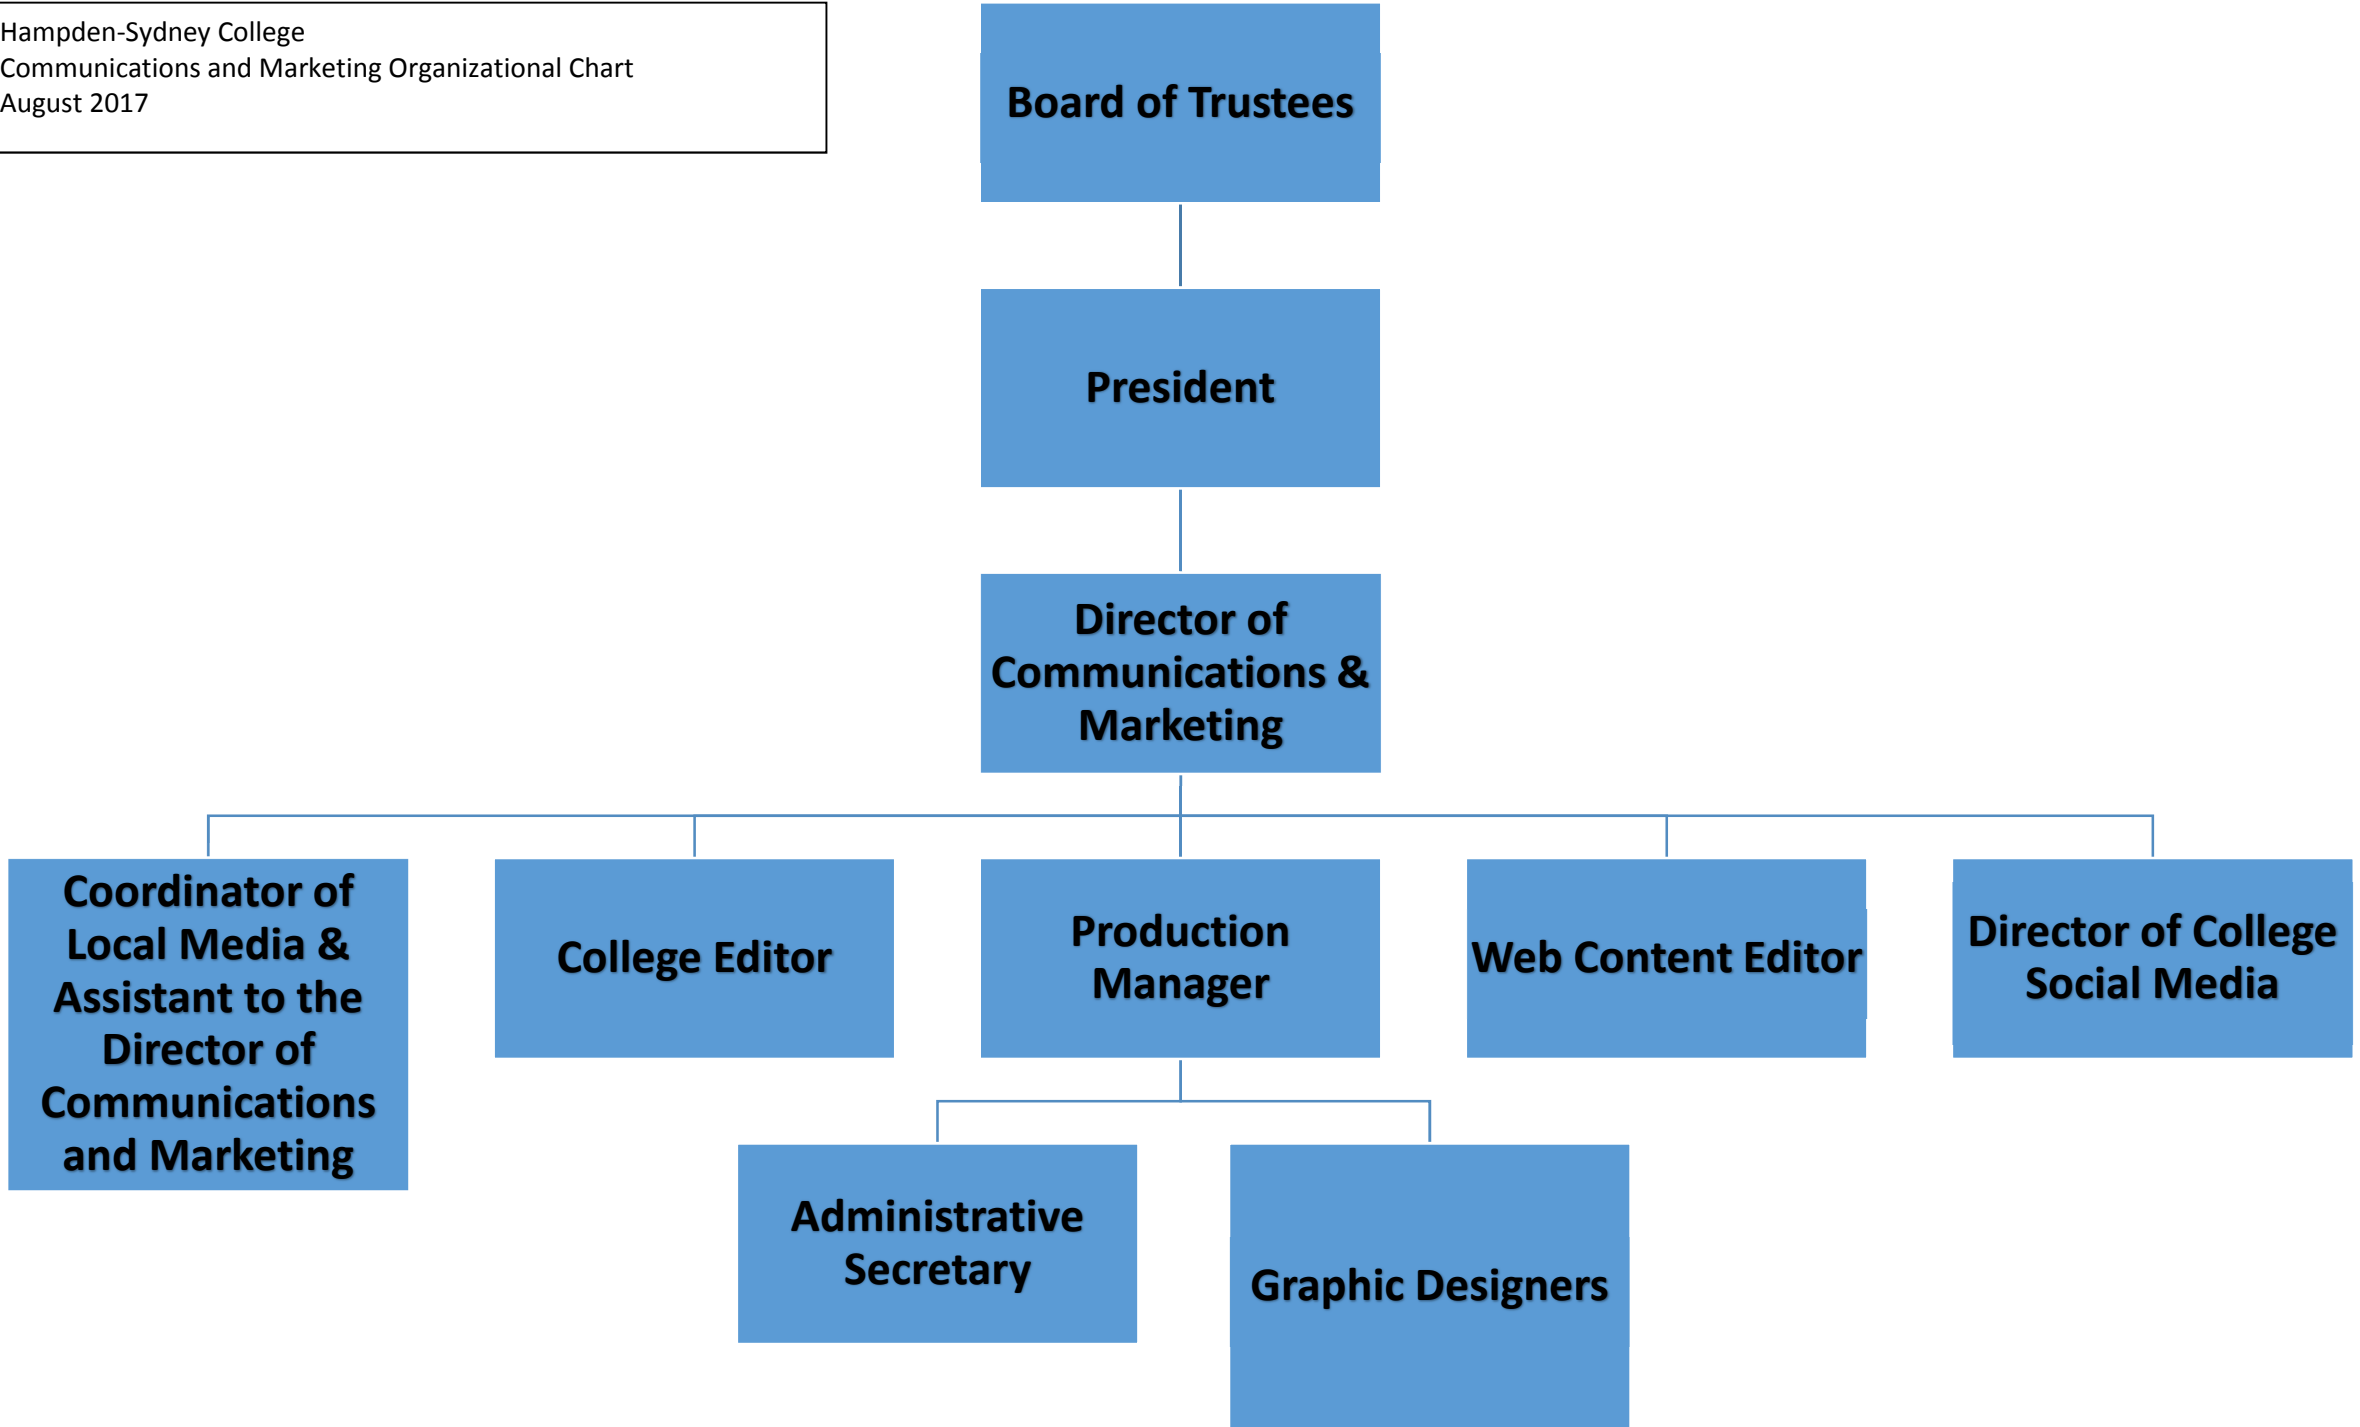 Hampden-Sydney College
Communications and Marketing Organizational Chart
August 2017
Board of Trustees
President
Director of
Communications &
Marketing
Coordinator of
Local Media &
Assistant to the
Director of
Communications
and Marketing
College Editor
Production
Manager
Web Content Editor
Director of College
Social Media
Administrative
Secretary
Graphic Designers